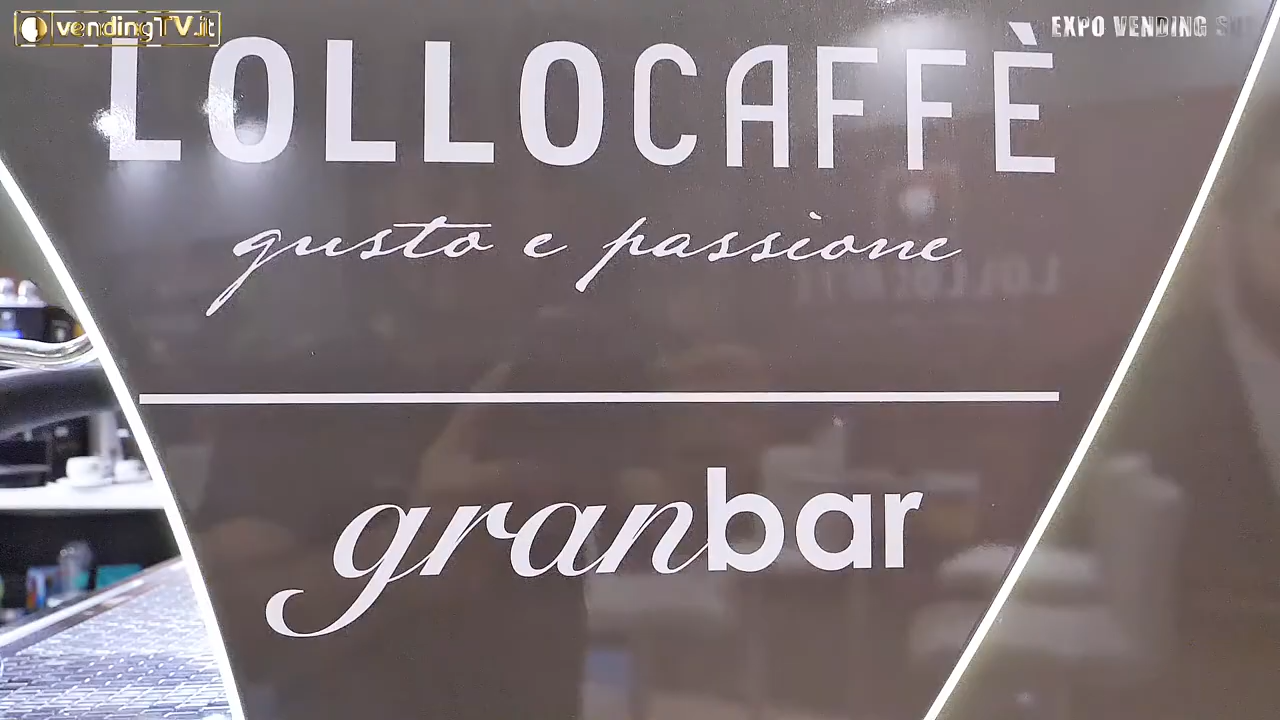 vendingTV.it
EXPO VENDING
LOLLOCAFFÈ
gusto e passione
granbar